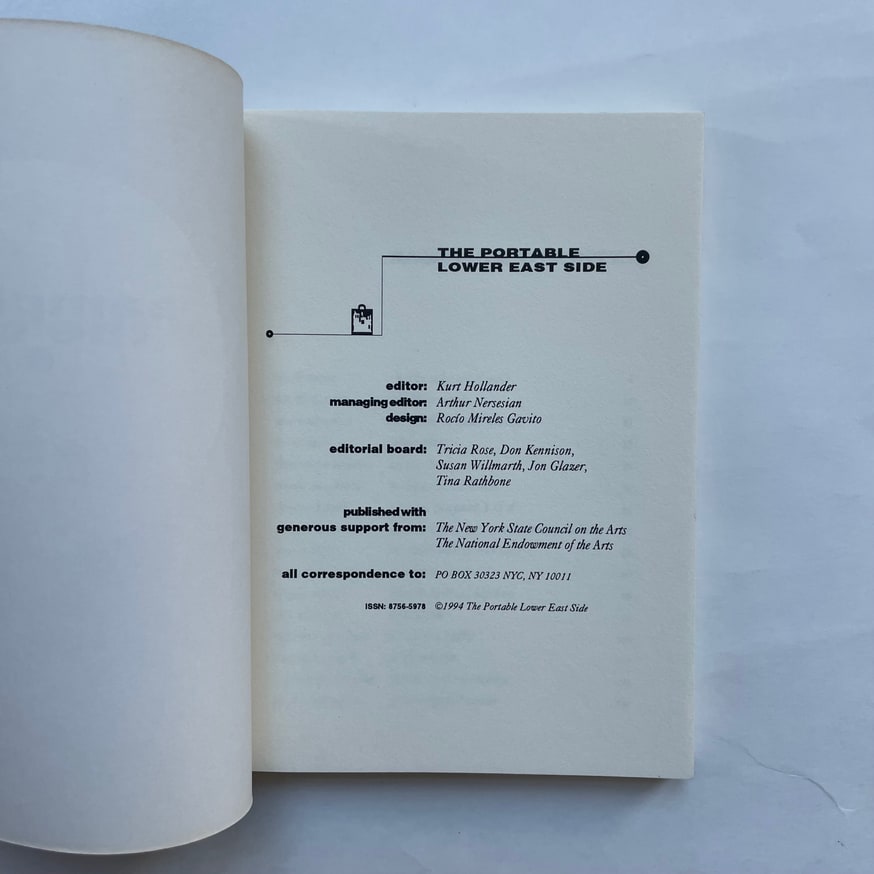 THE PORTABLE
LOWER EAST SIDE
editor: Kurt Hollander
managing editor: Arthur Nersesian
design: Rocío Mireles Gavito
editorial board: Tricia Rose, Don Kennison,
Susan Willmarth, Jon Glazer,
Tina Rathbone
published with
generous support from: The New York State Council on the Arts
The National Endowment of the Arts
all correspondence to: PO BOX 30323 NYC, NY 10011
ISSN: 8756-5978 ©1994 The Portable Lower East Side